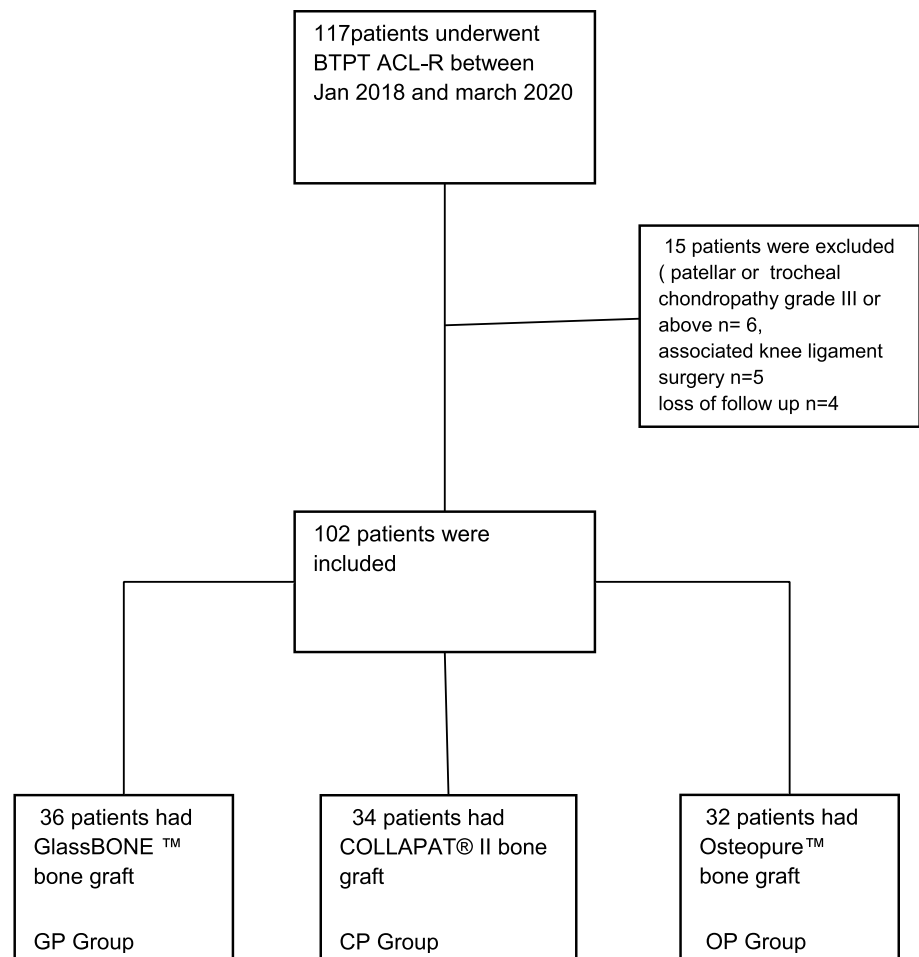 117patients underwent
BTPT ACL-R between
Jan 2018 and march 2020
15 patients were excluded
( patellar or trocheal
chondropathy grade III or
above n= 6,
associated knee ligament
surgery n=5
loss of follow up n=4
102 patients were
included
36 patients had
GlassBONE ™
bone graft
GP Group
34 patients had
COLLAPAT® II bone
graft
CP Group
32 patients had
Osteopure™
bone graft
OP Group